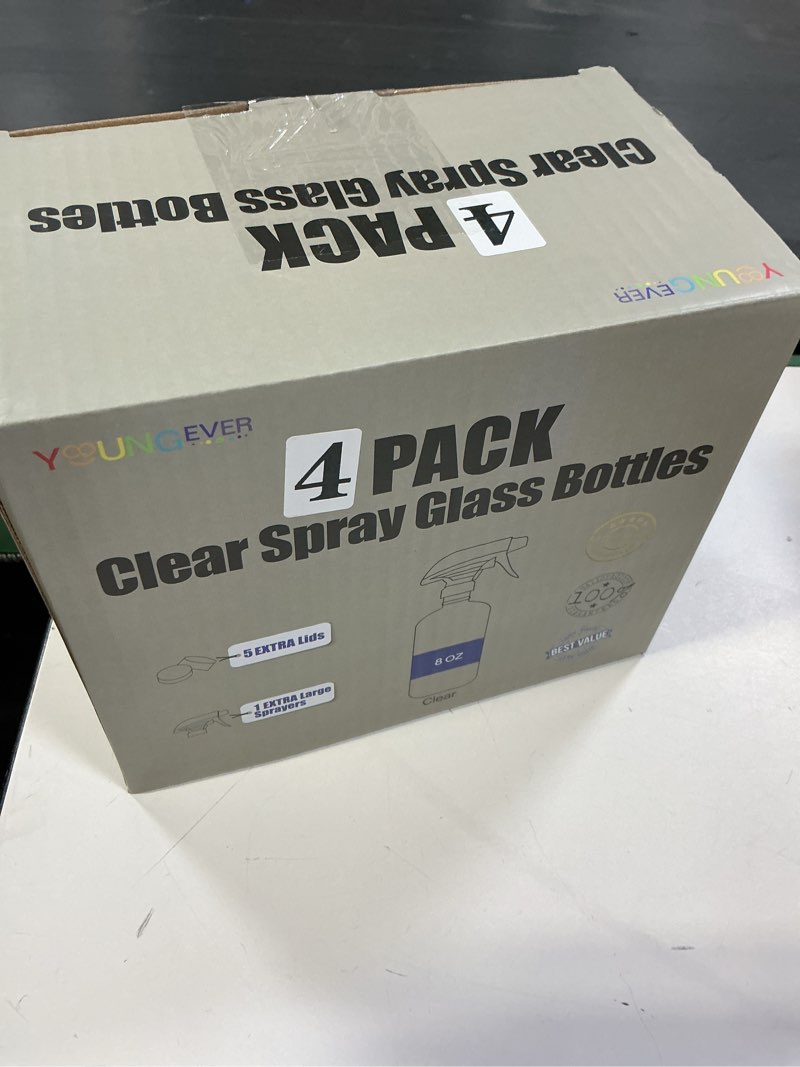 Clear Spray Glass Bottles
4 PACK
YOUNGEVER
YOUNGEVER
4 PACK
Clear Spray Glass Bottles
5 EXTRA Lids
1 EXTRA Large
Sprayers
8 OZ
Clear
100%
BEST VALUE